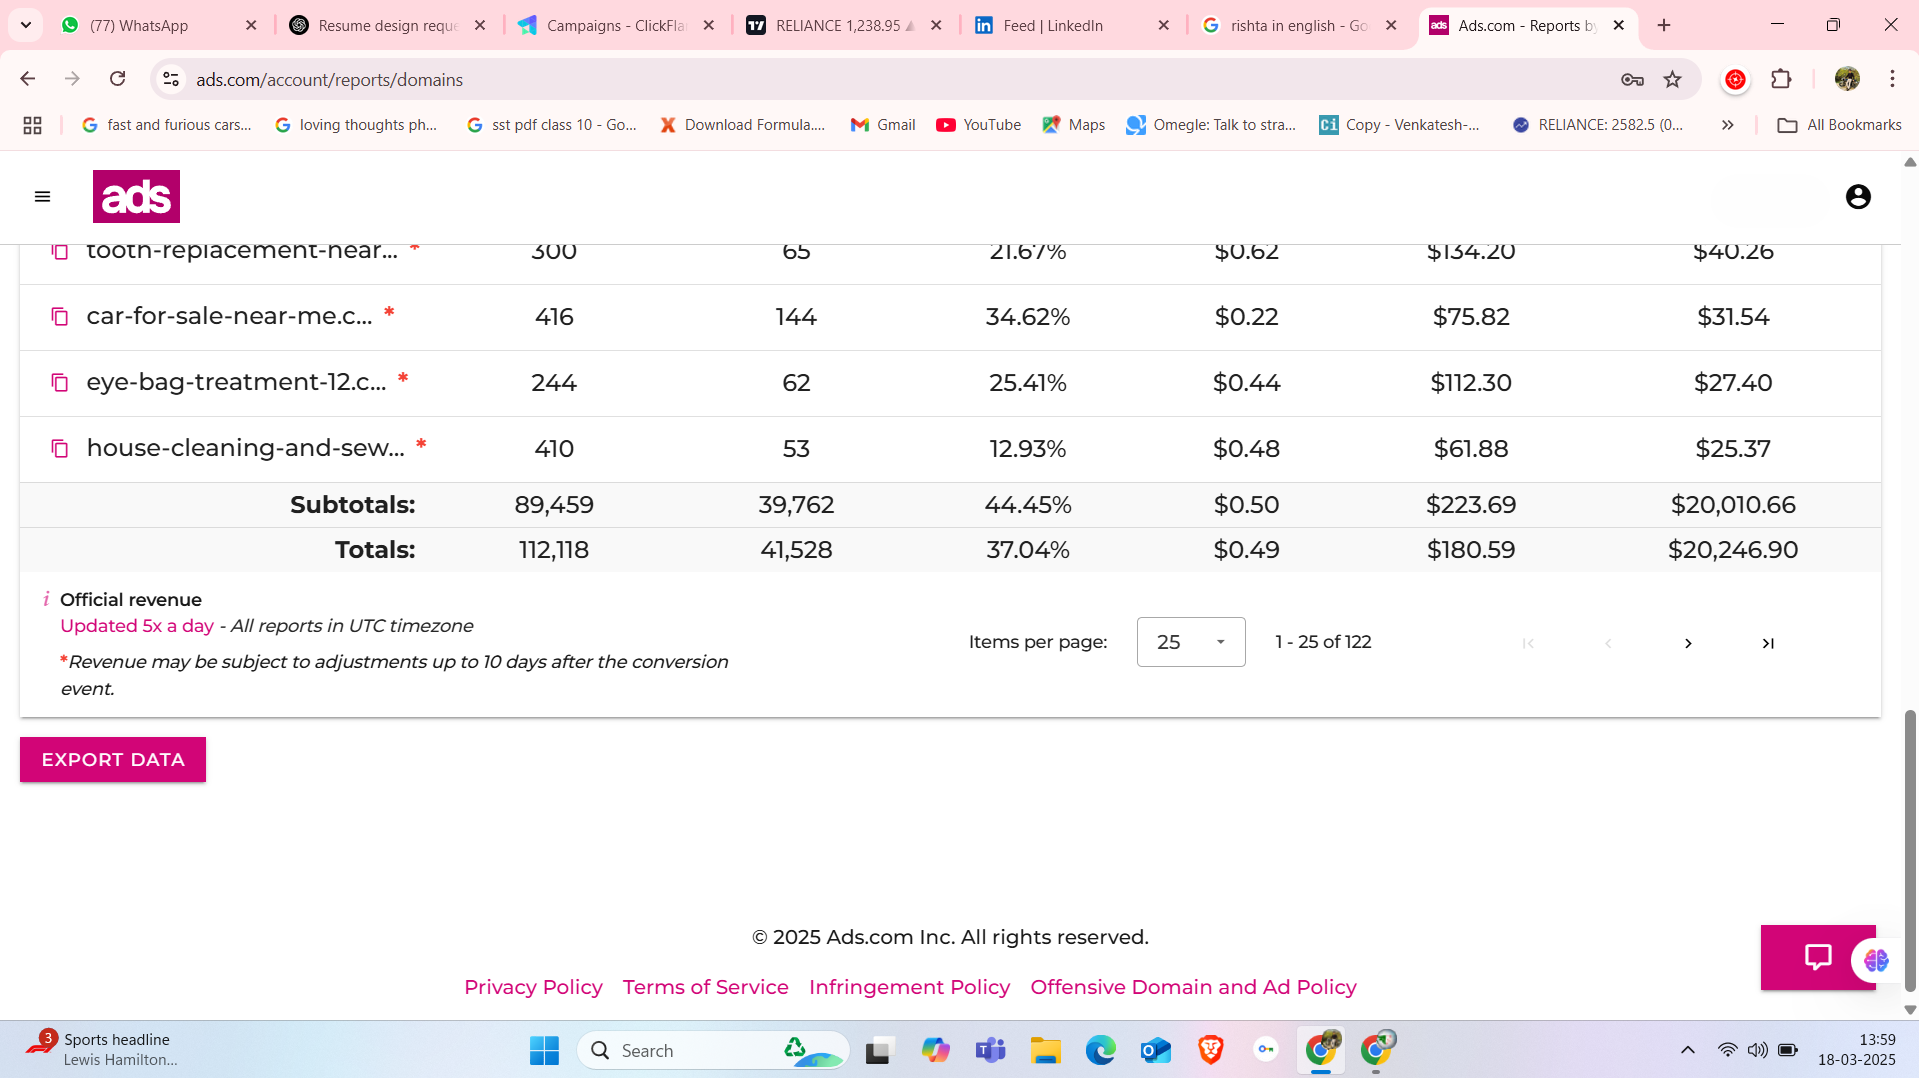 (77) WhatsApp
Resume design reque
Campaigns - ClickFla
RELIANCE 1,238.95
Feed | LinkedIn
rishta in english - Go
Ads.com - Reports by
ads.com/account/reports/domains
fast and furious cars...
loving thoughts ph...
sst pdf class 10 - Go...
Download Formula....
Gmail
YouTube
Maps
Omegle: Talk to stra...
Copy - Venkatesh-...
RELIANCE: 2582.5 (0...
All Bookmarks
ads
tooth-replacement-near... * 300 65 21.67% $0.62 $134.20 $40.26
car-for-sale-near-me.c... * 416 144 34.62% $0.22 $75.82 $31.54
eye-bag-treatment-12.c... * 244 62 25.41% $0.44 $112.30 $27.40
house-cleaning-and-sew... * 410 53 12.93% $0.48 $61.88 $25.37
Subtotals: 89,459 39,762 44.45% $0.50 $223.69 $20,010.66
Totals: 112,118 41,528 37.04% $0.49 $180.59 $20,246.90
i Official revenue
Updated 5x a day - All reports in UTC timezone
*Revenue may be subject to adjustments up to 10 days after the conversion
event.
Items per page: 25 1 - 25 of 122
EXPORT DATA
© 2025 Ads.com Inc. All rights reserved.
Privacy Policy Terms of Service Infringement Policy Offensive Domain and Ad Policy
3
Sports headline
Lewis Hamilton...
Search
13:59
18-03-2025